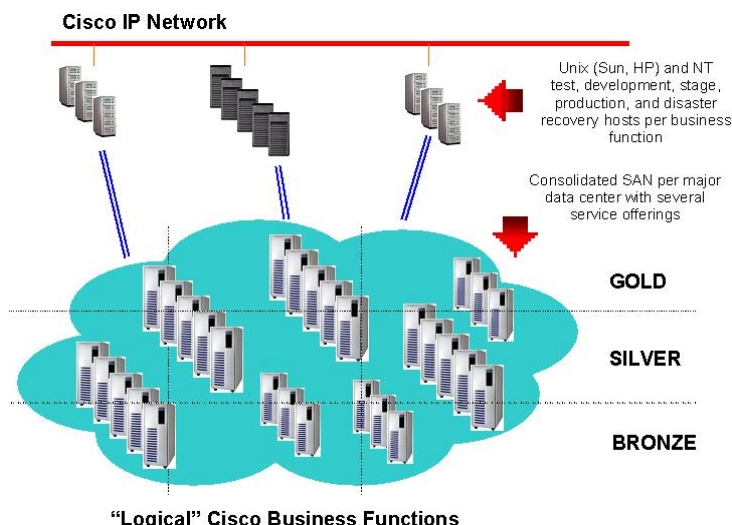 Cisco IP Network
Unix (Sun, HP) and NT
test, development, stage,
production, and disaster
recovery hosts per business
function
Consolidated SAN per major
data center with several
service offerings
GOLD
SILVER
BRONZE
“Logical” Cisco Business Functions